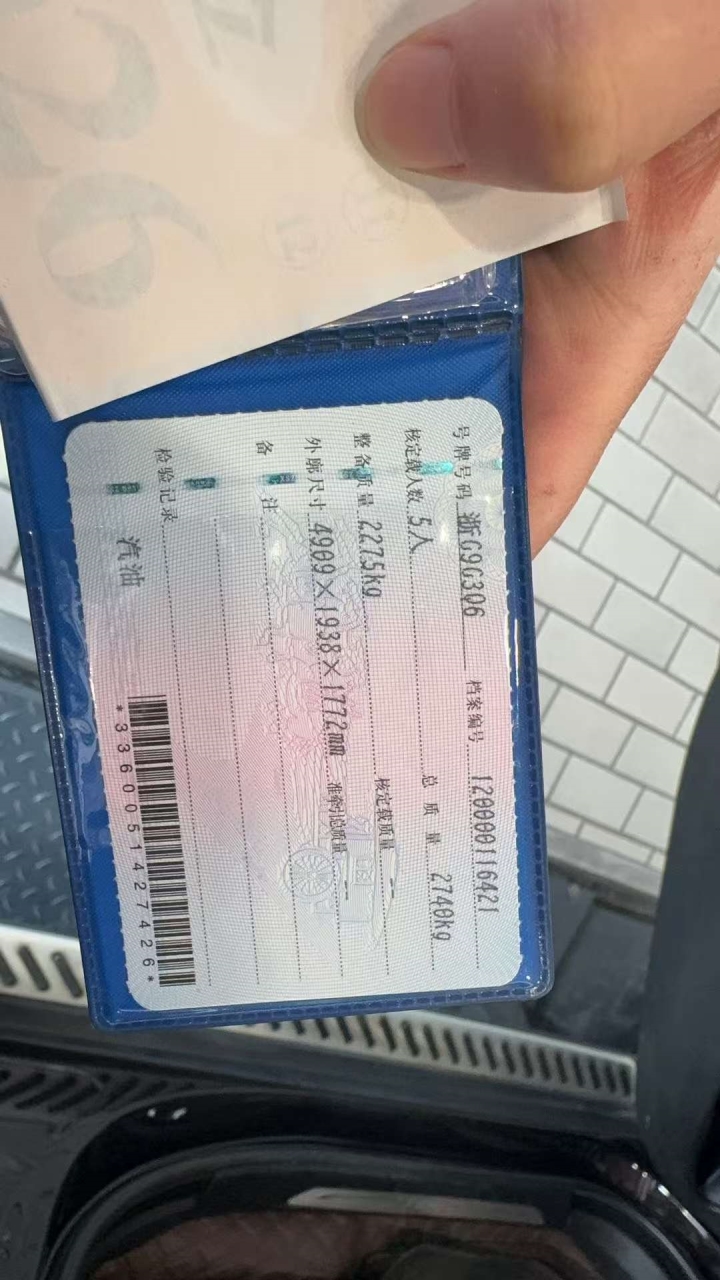 号牌号码 浙G9G306 档案编号 120000116421
核定载人数 5人 总质量 2740kg
整备质量 2275kg 核定载质量 --
外廓尺寸 4909×1938×1772mm 准牵引总质量 --
备注
检验记录
汽油
*3360051427426*